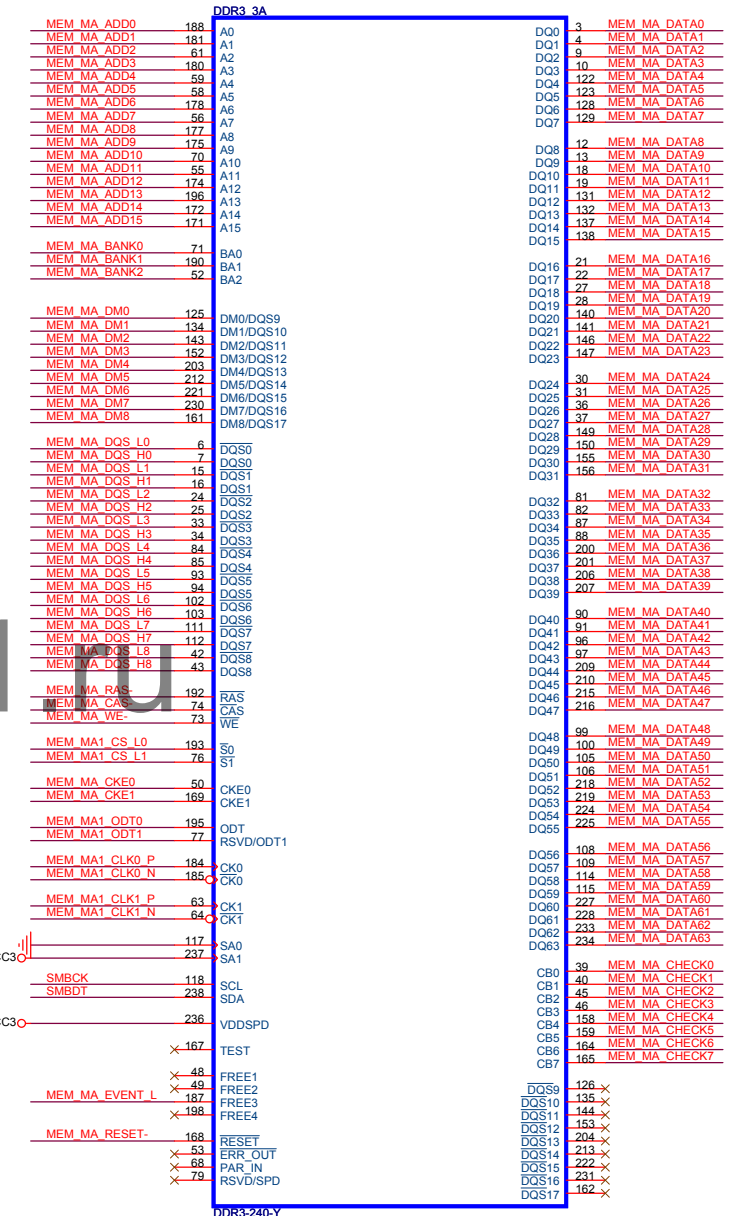 DDR3_3A
MEM_MA_ADD0 188 A0
MEM_MA_ADD1 181 A1
MEM_MA_ADD2 61 A2
MEM_MA_ADD3 180 A3
MEM_MA_ADD4 59 A4
MEM_MA_ADD5 58 A5
MEM_MA_ADD6 178 A6
MEM_MA_ADD7 56 A7
MEM_MA_ADD8 177 A8
MEM_MA_ADD9 175 A9
MEM_MA_ADD10 70 A10
MEM_MA_ADD11 55 A11
MEM_MA_ADD12 174 A12
MEM_MA_ADD13 196 A13
MEM_MA_ADD14 172 A14
MEM_MA_ADD15 171 A15
MEM_MA_BANK0 71 BA0
MEM_MA_BANK1 190 BA1
MEM_MA_BANK2 52 BA2
MEM_MA_DM0 125 DM0/DQS9
MEM_MA_DM1 134 DM1/DQS10
MEM_MA_DM2 143 DM2/DQS11
MEM_MA_DM3 152 DM3/DQS12
MEM_MA_DM4 203 DM4/DQS13
MEM_MA_DM5 212 DM5/DQS14
MEM_MA_DM6 221 DM6/DQS15
MEM_MA_DM7 230 DM7/DQS16
MEM_MA_DM8 161 DM8/DQS17
MEM_MA_DQS_L0 6 DQS0
MEM_MA_DQS_H0 7 DQS0
MEM_MA_DQS_L1 15 DQS1
MEM_MA_DQS_H1 16 DQS1
MEM_MA_DQS_L2 24 DQS2
MEM_MA_DQS_H2 25 DQS2
MEM_MA_DQS_L3 33 DQS3
MEM_MA_DQS_H3 34 DQS3
MEM_MA_DQS_L4 84 DQS4
MEM_MA_DQS_H4 85 DQS4
MEM_MA_DQS_L5 93 DQS5
MEM_MA_DQS_H5 94 DQS5
MEM_MA_DQS_L6 102 DQS6
MEM_MA_DQS_H6 103 DQS6
MEM_MA_DQS_L7 111 DQS7
MEM_MA_DQS_H7 112 DQS7
MEM_MA_DQS_L8 42 DQS8
MEM_MA_DQS_H8 43 DQS8
.ru
MEM_MA_RAS- 192 RAS
MEM_MA_CAS- 74 CAS
MEM_MA_WE- 73 WE
MEM_MA1_CS_L0 193 S0
MEM_MA1_CS_L1 76 S1
MEM_MA_CKE0 50 CKE0
MEM_MA_CKE1 169 CKE1
MEM_MA1_ODT0 195 ODT
MEM_MA1_ODT1 77 RSVD/ODT1
MEM_MA1_CLK0_P 184 CK0
MEM_MA1_CLK0_N 185 CK0
MEM_MA1_CLK1_P 63 CK1
MEM_MA1_CLK1_N 64 CK1
117 SA0
CC3 237 SA1
SMBCK 118 SCL
SMBDT 238 SDA
CC3 236 VDDSPD
167 TEST
48 FREE1
49 FREE2
MEM_MA_EVENT_L 187 FREE3
198 FREE4
MEM_MA_RESET- 168 RESET
53 ERR_OUT
68 PAR_IN
79 RSVD/SPD
DQ0 3 MEM_MA_DATA0
DQ1 4 MEM_MA_DATA1
DQ2 9 MEM_MA_DATA2
DQ3 10 MEM_MA_DATA3
DQ4 122 MEM_MA_DATA4
DQ5 123 MEM_MA_DATA5
DQ6 128 MEM_MA_DATA6
DQ7 129 MEM_MA_DATA7
DQ8 12 MEM_MA_DATA8
DQ9 13 MEM_MA_DATA9
DQ10 18 MEM_MA_DATA10
DQ11 19 MEM_MA_DATA11
DQ12 131 MEM_MA_DATA12
DQ13 132 MEM_MA_DATA13
DQ14 137 MEM_MA_DATA14
DQ15 138 MEM_MA_DATA15
DQ16 21 MEM_MA_DATA16
DQ17 22 MEM_MA_DATA17
DQ18 27 MEM_MA_DATA18
DQ19 28 MEM_MA_DATA19
DQ20 140 MEM_MA_DATA20
DQ21 141 MEM_MA_DATA21
DQ22 146 MEM_MA_DATA22
DQ23 147 MEM_MA_DATA23
DQ24 30 MEM_MA_DATA24
DQ25 31 MEM_MA_DATA25
DQ26 36 MEM_MA_DATA26
DQ27 37 MEM_MA_DATA27
DQ28 149 MEM_MA_DATA28
DQ29 150 MEM_MA_DATA29
DQ30 155 MEM_MA_DATA30
DQ31 156 MEM_MA_DATA31
DQ32 81 MEM_MA_DATA32
DQ33 82 MEM_MA_DATA33
DQ34 87 MEM_MA_DATA34
DQ35 88 MEM_MA_DATA35
DQ36 200 MEM_MA_DATA36
DQ37 201 MEM_MA_DATA37
DQ38 206 MEM_MA_DATA38
DQ39 207 MEM_MA_DATA39
DQ40 90 MEM_MA_DATA40
DQ41 91 MEM_MA_DATA41
DQ42 96 MEM_MA_DATA42
DQ43 97 MEM_MA_DATA43
DQ44 209 MEM_MA_DATA44
DQ45 210 MEM_MA_DATA45
DQ46 215 MEM_MA_DATA46
DQ47 216 MEM_MA_DATA47
DQ48 99 MEM_MA_DATA48
DQ49 100 MEM_MA_DATA49
DQ50 105 MEM_MA_DATA50
DQ51 106 MEM_MA_DATA51
DQ52 218 MEM_MA_DATA52
DQ53 219 MEM_MA_DATA53
DQ54 224 MEM_MA_DATA54
DQ55 225 MEM_MA_DATA55
DQ56 108 MEM_MA_DATA56
DQ57 109 MEM_MA_DATA57
DQ58 114 MEM_MA_DATA58
DQ59 115 MEM_MA_DATA59
DQ60 227 MEM_MA_DATA60
DQ61 228 MEM_MA_DATA61
DQ62 233 MEM_MA_DATA62
DQ63 234 MEM_MA_DATA63
CB0 39 MEM_MA_CHECK0
CB1 40 MEM_MA_CHECK1
CB2 45 MEM_MA_CHECK2
CB3 46 MEM_MA_CHECK3
CB4 158 MEM_MA_CHECK4
CB5 159 MEM_MA_CHECK5
CB6 164 MEM_MA_CHECK6
CB7 165 MEM_MA_CHECK7
DQS9 126
DQS10 135
DQS11 144
DQS12 153
DQS13 204
DQS14 213
DQS15 222
DQS16 231
DQS17 162
DDR3-240-Y